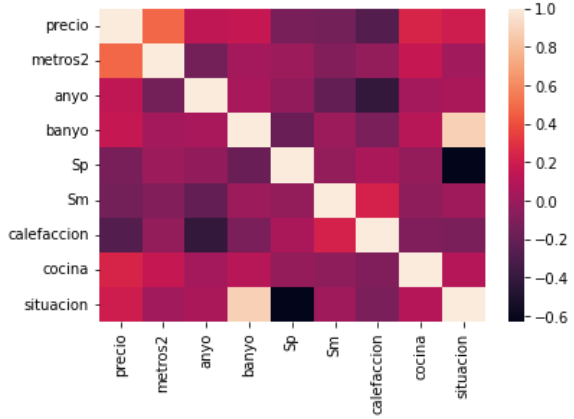 precio
metros2
anyo
banyo
Sp
Sm
calefaccion
cocina
situacion
precio
metros2
anyo
banyo
Sp
Sm
calefaccion
cocina
situacion
1.0
0.8
0.6
0.4
0.2
0.0
−0.2
−0.4
−0.6